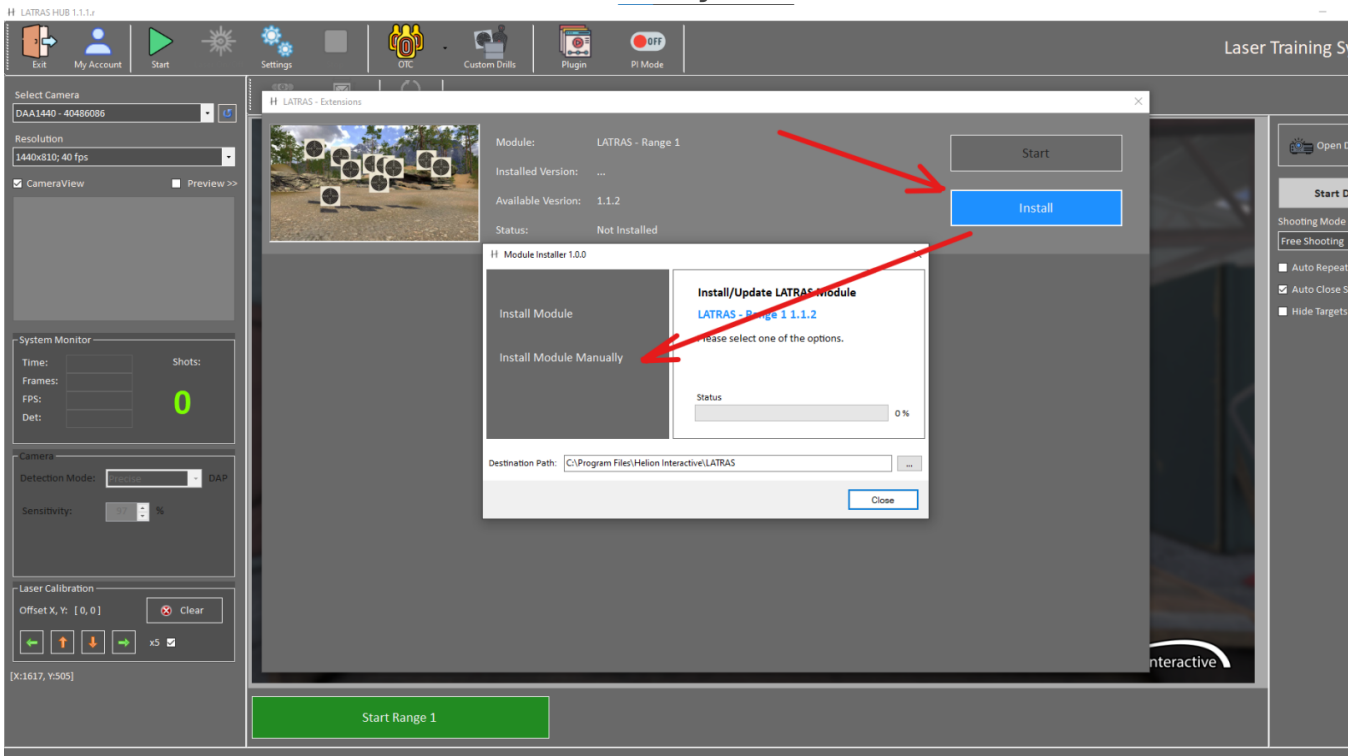 LATRAS HUB 1.1.1.r
Exit
My Account
Start
Settings
OTC
Custom Drills
Plugin
OFF
PI Mode
Laser Training Sy
Select Camera
DAA1440 - 40486086
Resolution
1440x810; 40 fps
CameraView
Preview >>
System Monitor
Time:
Shots:
Frames:
FPS:
0
Det:
Camera
Detection Mode:
Precise
DAP
Sensitivity:
97
%
Laser Calibration
Offset X, Y: [ 0, 0 ]
Clear
x5
[X:1617, Y:505]
LATRAS - Extensions
Module: LATRAS - Range 1
Installed Version: ...
Available Vesrion: 1.1.2
Status: Not Installed
Start
Install
Module Installer 1.0.0
Install Module
Install Module Manually
Install/Update LATRAS Module
LATRAS - Range 1 1.1.2
Please select one of the options.
Status
0 %
Destination Path: C:\Program Files\Helion Interactive\LATRAS
...
Close
nteractive
Start Range 1
Open D
Start D
Shooting Mode
Free Shooting
Auto Repeat
Auto Close S
Hide Targets